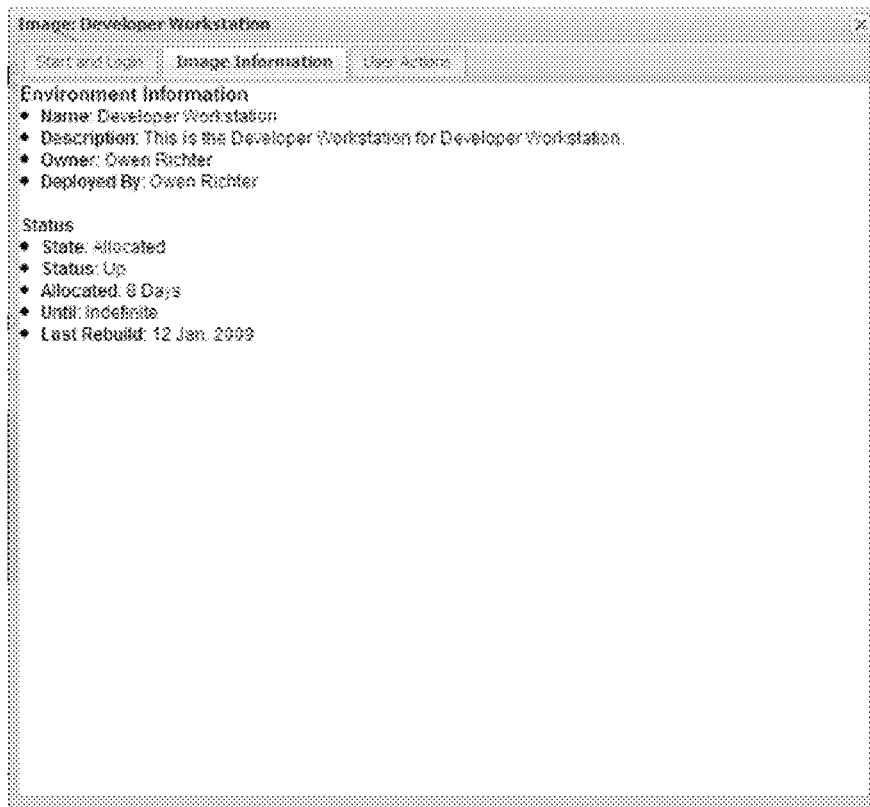 Image: Developer Workstation
Start and Login Image Information User Actions
Environment Information
• Name: Developer Workstation
• Description: This is the Developer Workstation for Developer Workstation.
• Owner: Owen Richter
• Deployed By: Owen Richter
Status
• State: Allocated
• Status: Up
• Allocated: 8 Days
• Until: Indefinite
• Last Rebuild: 12 Jan. 2009